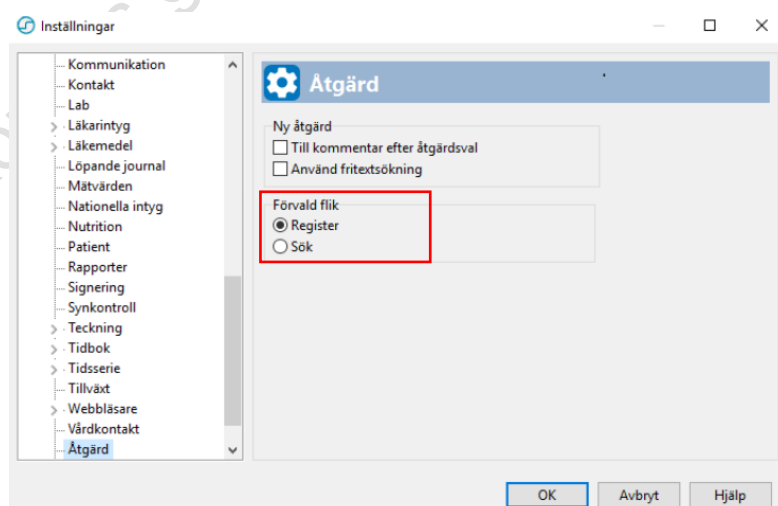 Inställningar
Kommunikation
Kontakt
Lab
Läkarintyg
Läkemedel
Löpande journal
Mätvärden
Nationella intyg
Nutrition
Patient
Rapporter
Signering
Synkontroll
Teckning
Tidbok
Tidsserie
Tillväxt
Webbläsare
Vårdkontakt
Åtgärd
Åtgärd
Ny åtgärd
Till kommentar efter åtgärdsval
Använd fritextsökning
Förvald flik
Register
Sök
OK
Avbryt
Hjälp